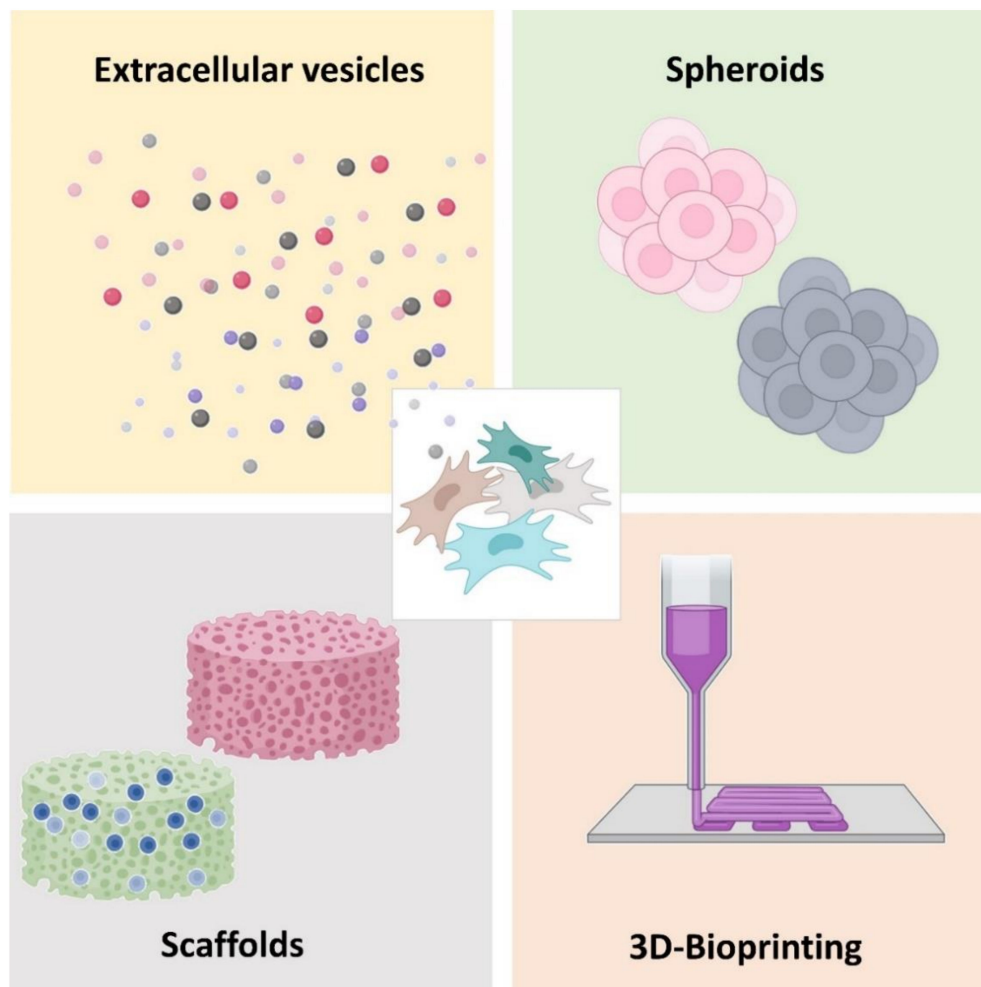 Extracellular vesicles
Spheroids
Scaffolds
3D-Bioprinting